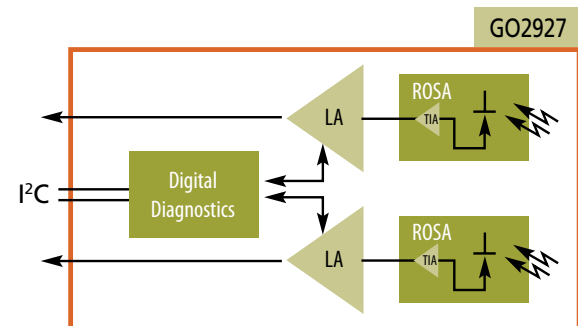 GO2927
ROSA
LA
TIA
I²C
Digital
Diagnostics
ROSA
LA
TIA